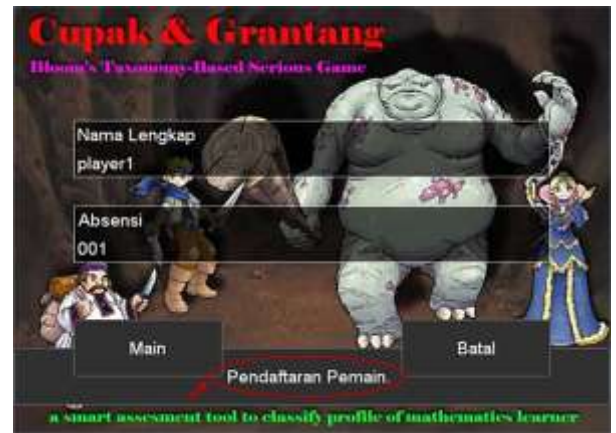 Cupak & Grantang
Bloom's Taxonomy-Based Serious Game
Nama Lengkap
player1
Absensi
001
Main
Batal
Pendaftaran Pemain.
a smart assesment tool to classify profile of mathematics learner